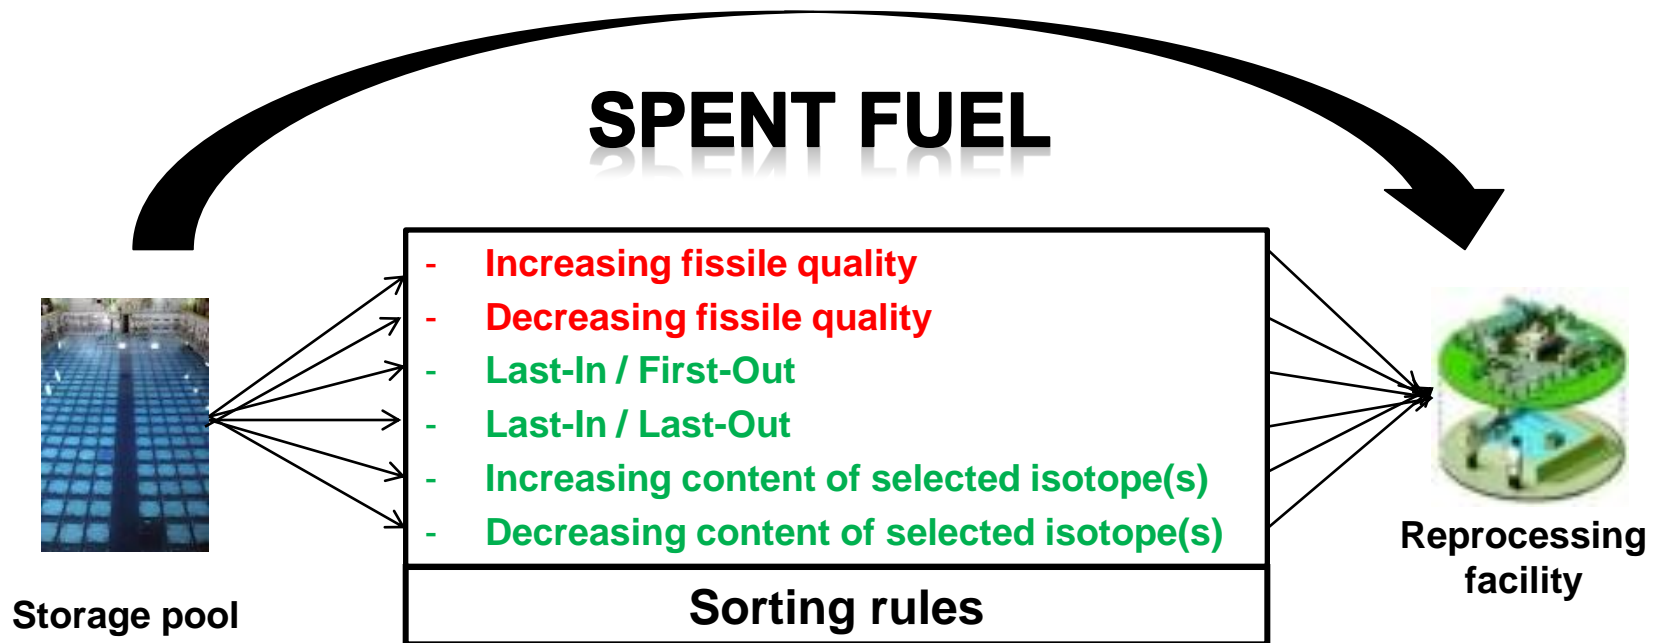 SPENT FUEL
- Increasing fissile quality
- Decreasing fissile quality
- Last-In / First-Out
- Last-In / Last-Out
- Increasing content of selected isotope(s)
- Decreasing content of selected isotope(s)
Sorting rules
Storage pool
Reprocessing
facility